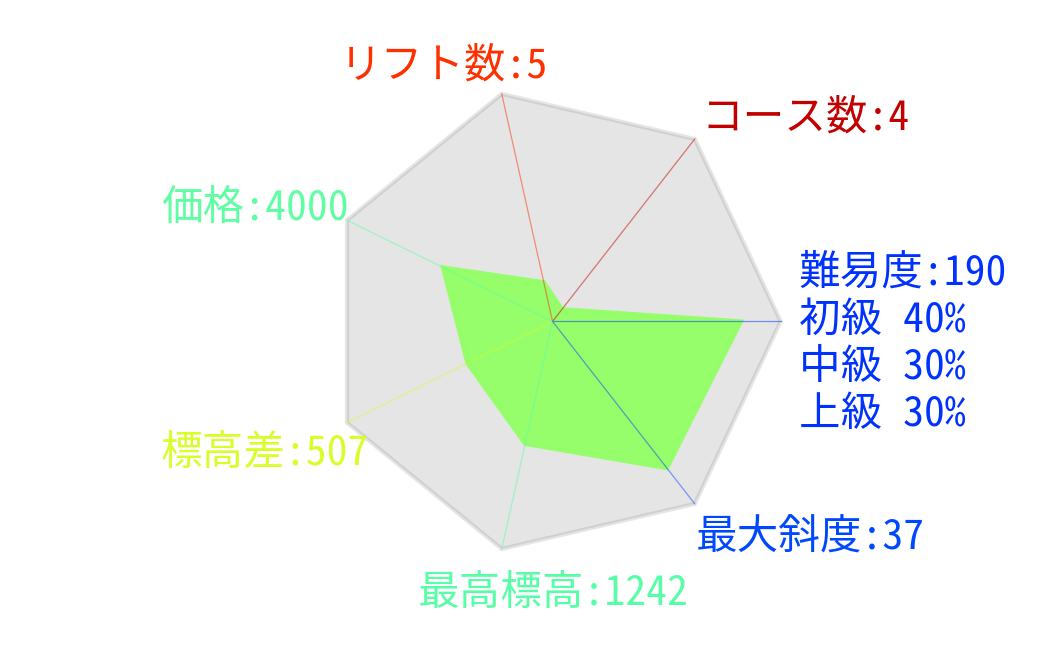 リフト数:5
コース数:4
価格:4000
難易度:190
初級 40%
中級 30%
上級 30%
標高差:507
最大斜度:37
最高標高:1242